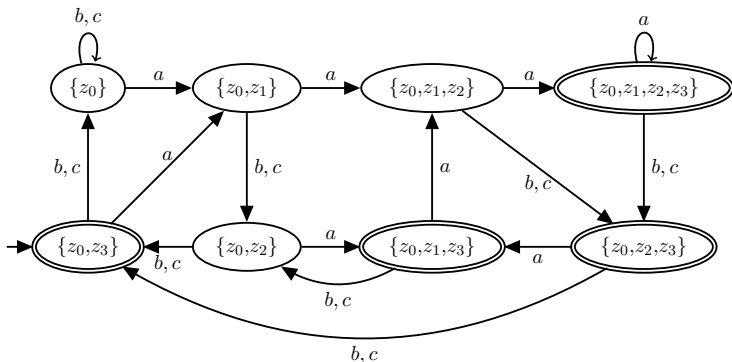 b, c
a
{z₀}
a
{z₀,z₁}
a
{z₀,z₁,z₂}
a
{z₀,z₁,z₂,z₃}
b, c
a
b, c
a
b, c
b, c
{z₀,z₃}
b, c
{z₀,z₂}
a
{z₀,z₁,z₃}
a
{z₀,z₂,z₃}
b, c
b, c